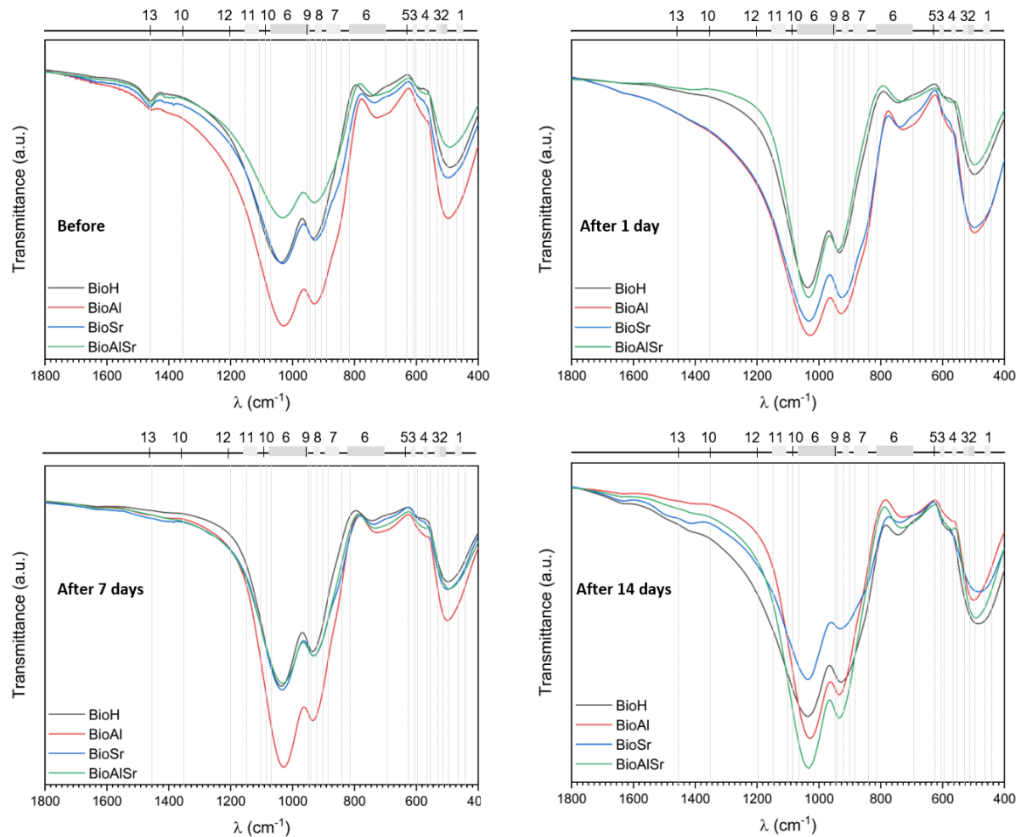 13 10 12 11 10 6 9 8 7 6 53 4 32 1
Transmittance (a.u.)
Before
BioH
BioAl
BioSr
BioAlSr
1800 1600 1400 1200 1000 800 600 400
λ (cm-1)
13 10 12 11 10 6 9 8 7 6 53 4 32 1
Transmittance (a.u.)
After 1 day
BioH
BioAl
BioSr
BioAlSr
1800 1600 1400 1200 1000 800 600 400
λ (cm-1)
13 10 12 11 10 6 9 8 7 6 53 4 32 1
Transmittance (a.u.)
After 7 days
BioH
BioAl
BioSr
BioAlSr
1800 1600 1400 1200 1000 800 600 40
λ (cm-1)
13 10 12 11 10 6 9 8 7 6 53 4 32 1
Transmittance (a.u.)
After 14 days
BioH
BioAl
BioSr
BioAlSr
1800 1600 1400 1200 1000 800 600 400
λ (cm-1)